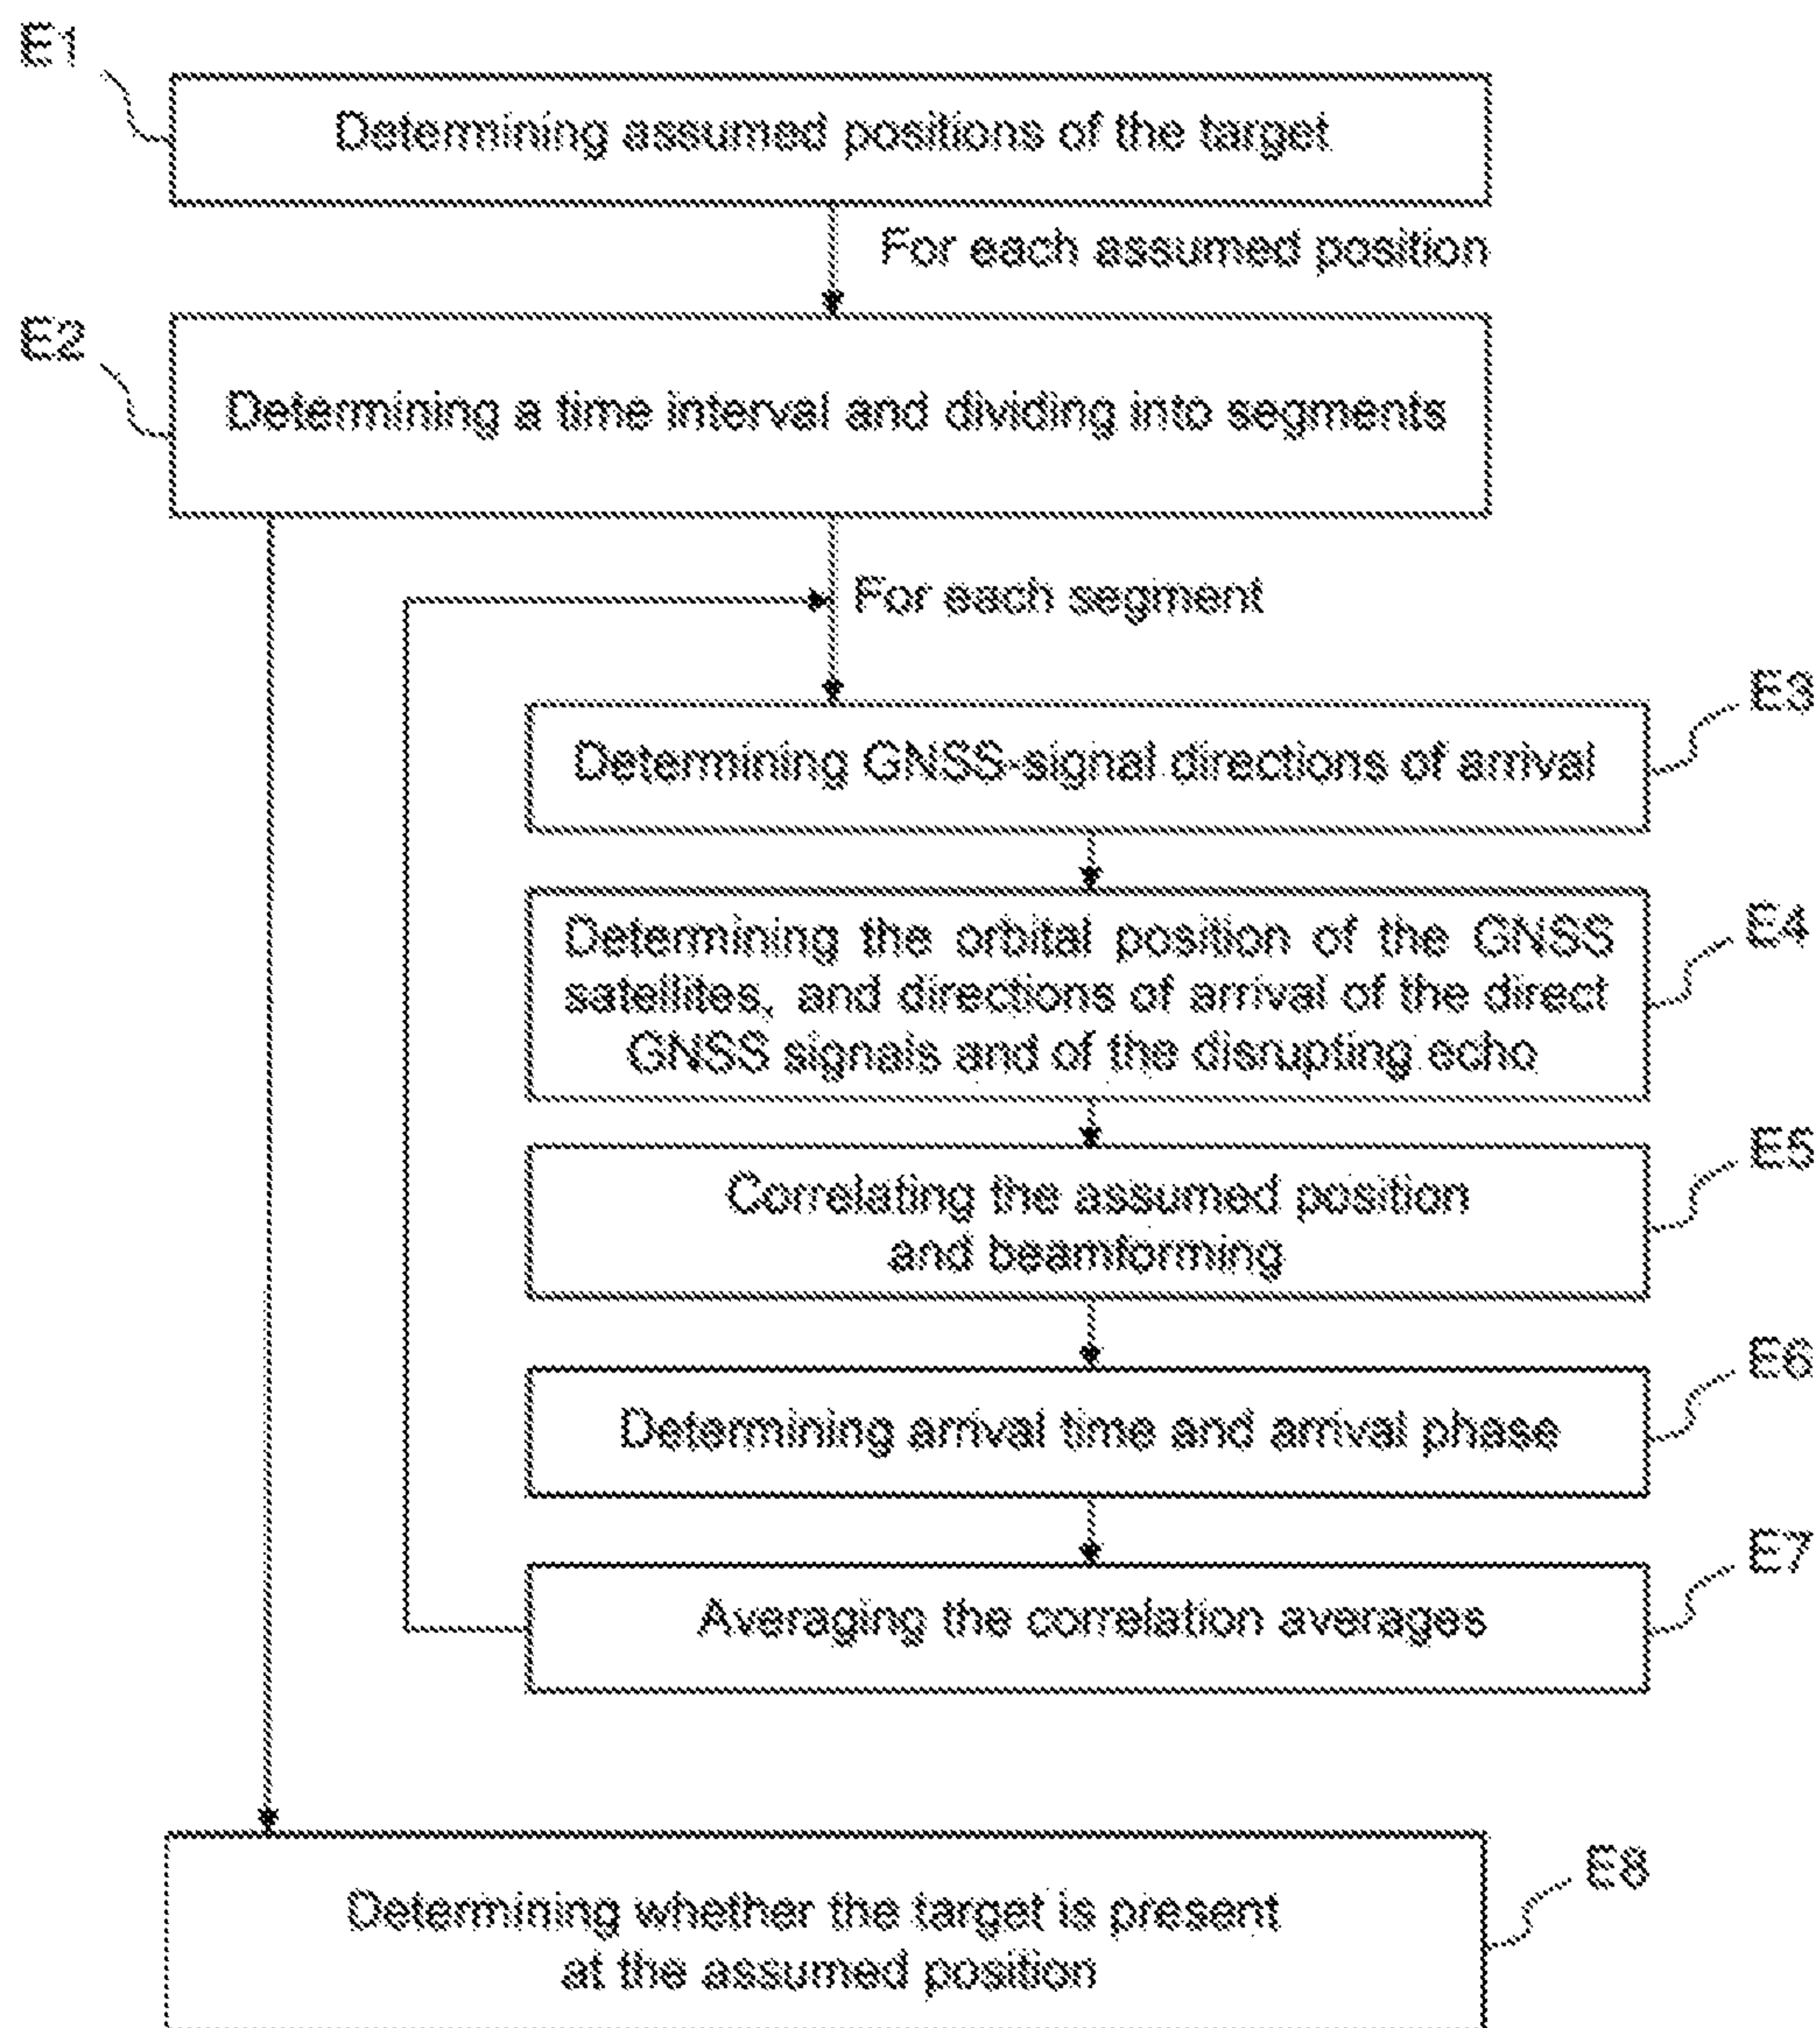 E1
Determining assumed positions of the target
For each assumed position
E2
Determining a time interval and dividing into segments
For each segment
E3
Determining GNSS-signal directions of arrival
E4
Determining the orbital position of the GNSS
satellites, and directions of arrival of the direct
GNSS signals and of the disrupting echo
E5
Correlating the assumed position
and beamforming
E6
Determining arrival time and arrival phase
E7
Averaging the correlation averages
E8
Determining whether the target is present
at the assumed position